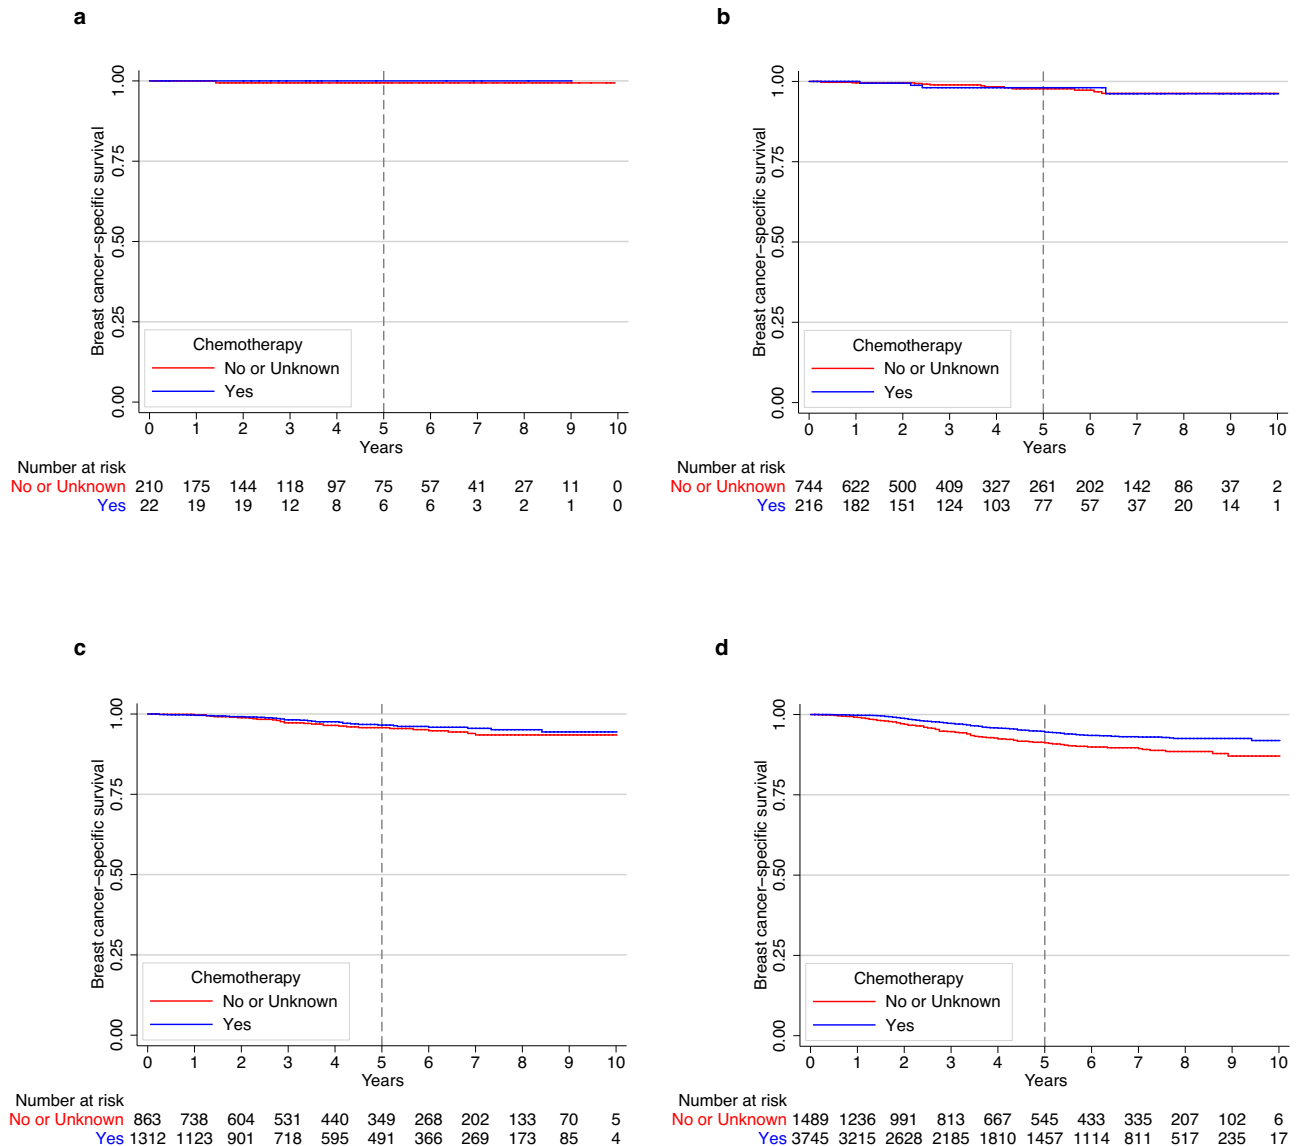 a
Breast cancer–specific survival
1.00
0.75
0.50
0.25
0.00
Chemotherapy
No or Unknown
Yes
0 1 2 3 4 5 6 7 8 9 10
Years
Number at risk
No or Unknown 210 175 144 118 97 75 57 41 27 11 0
Yes 22 19 19 12 8 6 6 3 2 1 0
b
Breast cancer–specific survival
1.00
0.75
0.50
0.25
0.00
Chemotherapy
No or Unknown
Yes
0 1 2 3 4 5 6 7 8 9 10
Years
Number at risk
No or Unknown 744 622 500 409 327 261 202 142 86 37 2
Yes 216 182 151 124 103 77 57 37 20 14 1
c
Breast cancer–specific survival
1.00
0.75
0.50
0.25
0.00
Chemotherapy
No or Unknown
Yes
0 1 2 3 4 5 6 7 8 9 10
Years
Number at risk
No or Unknown 863 738 604 531 440 349 268 202 133 70 5
Yes 1312 1123 901 718 595 491 366 269 173 85 4
d
Breast cancer–specific survival
1.00
0.75
0.50
0.25
0.00
Chemotherapy
No or Unknown
Yes
0 1 2 3 4 5 6 7 8 9 10
Years
Number at risk
No or Unknown 1489 1236 991 813 667 545 433 335 207 102 6
Yes 3745 3215 2628 2185 1810 1457 1114 811 517 235 17